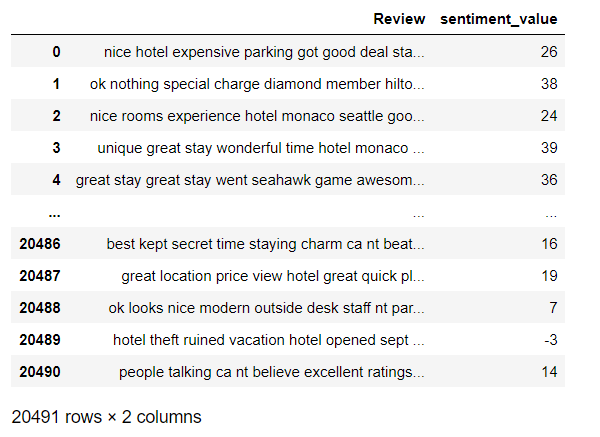 Review sentiment_value
0 nice hotel expensive parking got good deal sta... 26
1 ok nothing special charge diamond member hilto... 38
2 nice rooms experience hotel monaco seattle goo... 24
3 unique great stay wonderful time hotel monaco ... 39
4 great stay great stay went seahawk game awesom... 36
... ... ...
20486 best kept secret time staying charm ca nt beat... 16
20487 great location price view hotel great quick pl... 19
20488 ok looks nice modern outside desk staff nt par... 7
20489 hotel theft ruined vacation hotel opened sept ... -3
20490 people talking ca nt believe excellent ratings... 14
20491 rows × 2 columns